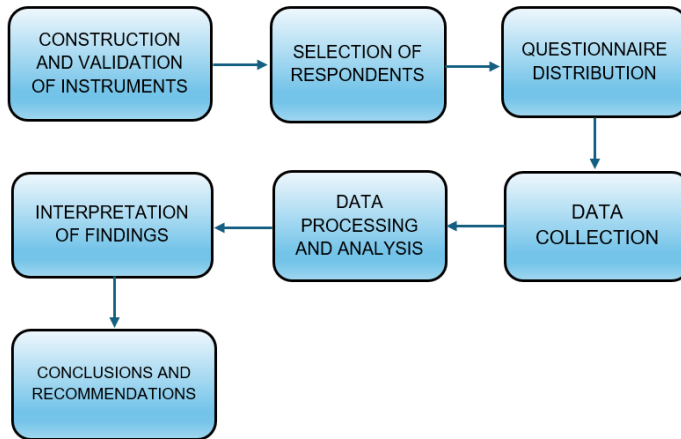 CONSTRUCTION
AND VALIDATION
OF INSTRUMENTS
SELECTION OF
RESPONDENTS
QUESTIONNAIRE
DISTRIBUTION
DATA
COLLECTION
DATA
PROCESSING
AND ANALYSIS
INTERPRETATION
OF FINDINGS
CONCLUSIONS AND
RECOMMENDATIONS